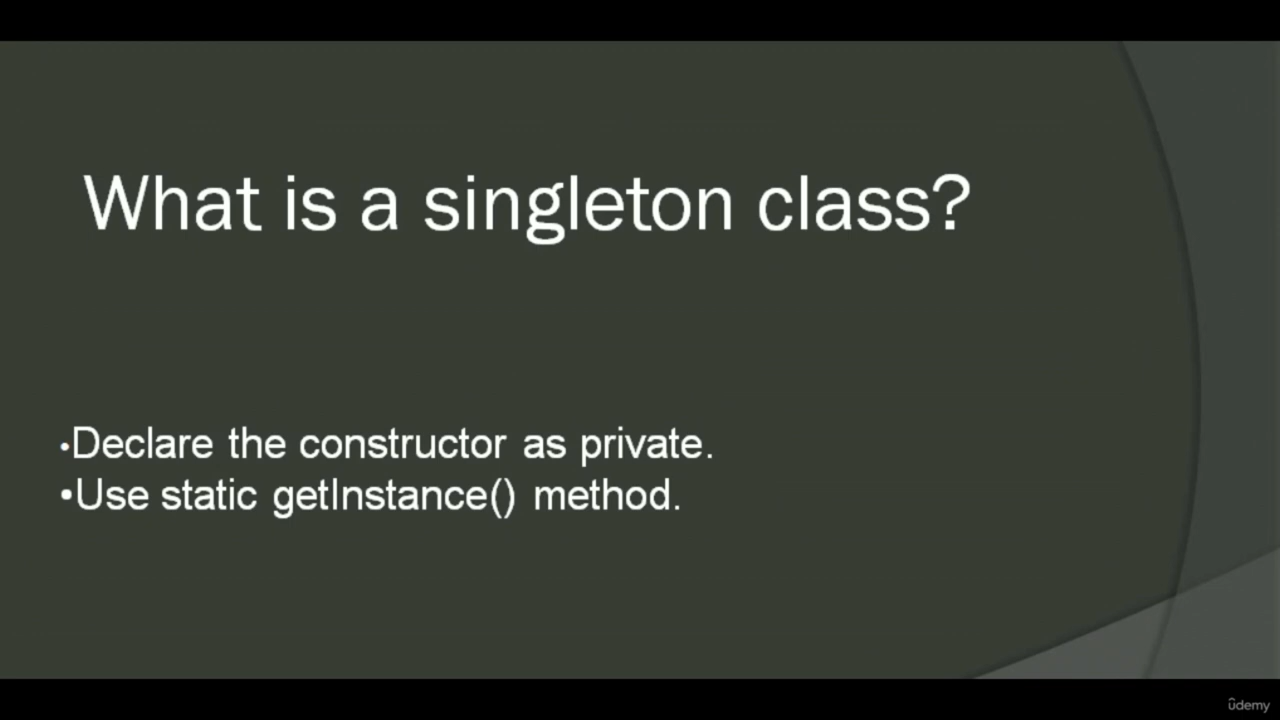 What is a singleton class?
•Declare the constructor as private.
•Use static getInstance() method.
ûdemy